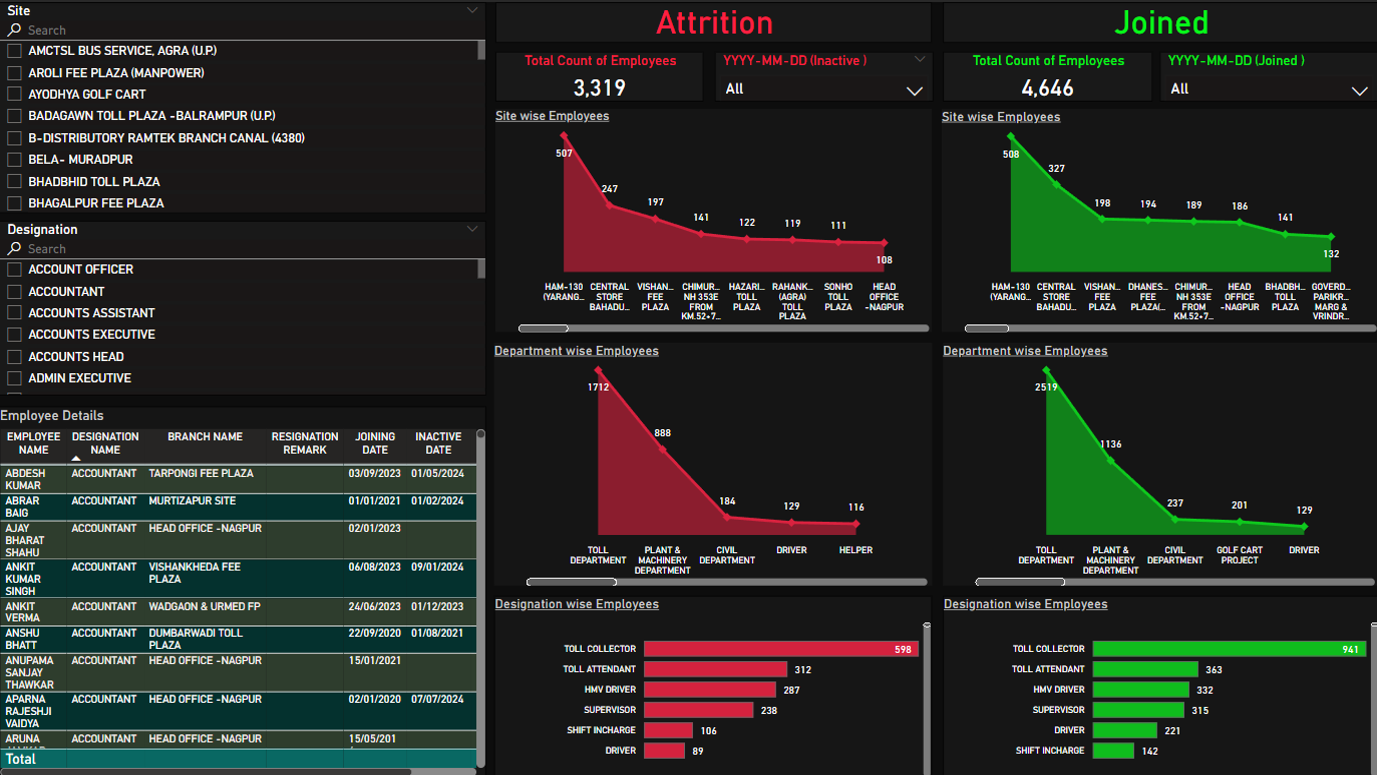 Site
Search
AMCTSL BUS SERVICE, AGRA (U.P.)
AROLI FEE PLAZA (MANPOWER)
AYODHYA GOLF CART
BADAGAWN TOLL PLAZA -BALRAMPUR (U.P.)
B-DISTRIBUTORY RAMTEK BRANCH CANAL (4380)
BELA- MURADPUR
BHADBHID TOLL PLAZA
BHAGALPUR FEE PLAZA
Designation
Search
ACCOUNT OFFICER
ACCOUNTANT
ACCOUNTS ASSISTANT
ACCOUNTS EXECUTIVE
ACCOUNTS HEAD
ADMIN EXECUTIVE
Employee Details
EMPLOYEE NAME DESIGNATION NAME BRANCH NAME RESIGNATION REMARK JOINING DATE INACTIVE DATE
ABDESH KUMAR ACCOUNTANT TARPONGI FEE PLAZA 03/09/2023 01/05/2024
ABRAR BAIG ACCOUNTANT MURTIZAPUR SITE 01/01/2021 01/02/2024
AJAY BHARAT SHAHU ACCOUNTANT HEAD OFFICE -NAGPUR 02/01/2023
ANKIT KUMAR SINGH ACCOUNTANT VISHANKHEDA FEE PLAZA 06/08/2023 09/01/2024
ANKIT VERMA ACCOUNTANT WADGAON & URMED FP 24/06/2023 01/12/2023
ANSHU BHATT ACCOUNTANT DUMBARWADI TOLL PLAZA 22/09/2020 01/08/2021
ANUPAMA SANJAY THAWKAR ACCOUNTANT HEAD OFFICE -NAGPUR 15/01/2021
APARNA RAJESHJI VAIDYA ACCOUNTANT HEAD OFFICE -NAGPUR 02/01/2020 07/07/2024
ARUNA ACCOUNTANT HEAD OFFICE -NAGPUR 15/05/201
Total
Attrition
Total Count of Employees
3,319
YYYY-MM-DD (Inactive )
All
Site wise Employees
507
247
197
141
122
119
111
108
HAM-130 (YARANG...
CENTRAL STORE BAHADU...
VISHAN... FEE PLAZA
CHIMUR... NH 353E FROM KM.52+7...
HAZARI... TOLL PLAZA
RAHANK... (AGRA) TOLL PLAZA
SONHO TOLL PLAZA
HEAD OFFICE -NAGPUR
Department wise Employees
1712
888
184
129
116
TOLL DEPARTMENT
PLANT & MACHINERY DEPARTMENT
CIVIL DEPARTMENT
DRIVER
HELPER
Designation wise Employees
TOLL COLLECTOR 598
TOLL ATTENDANT 312
HMV DRIVER 287
SUPERVISOR 238
SHIFT INCHARGE 106
DRIVER 89
Joined
Total Count of Employees
4,646
YYYY-MM-DD (Joined )
All
Site wise Employees
508
327
198
194
189
186
141
132
HAM-130 (YARANG...
CENTRAL STORE BAHADU...
VISHAN... FEE PLAZA
DHANES... FEE PLAZA(...
CHIMUR... NH 353E FROM KM.52+7...
HEAD OFFICE -NAGPUR
BHADBH... TOLL PLAZA
GOVERD... PARIKR... MARG & VRINDR...
Department wise Employees
2519
1136
237
201
129
TOLL DEPARTMENT
PLANT & MACHINERY DEPARTMENT
CIVIL DEPARTMENT
GOLF CART PROJECT
DRIVER
Designation wise Employees
TOLL COLLECTOR 941
TOLL ATTENDANT 363
HMV DRIVER 332
SUPERVISOR 315
DRIVER 221
SHIFT INCHARGE 142